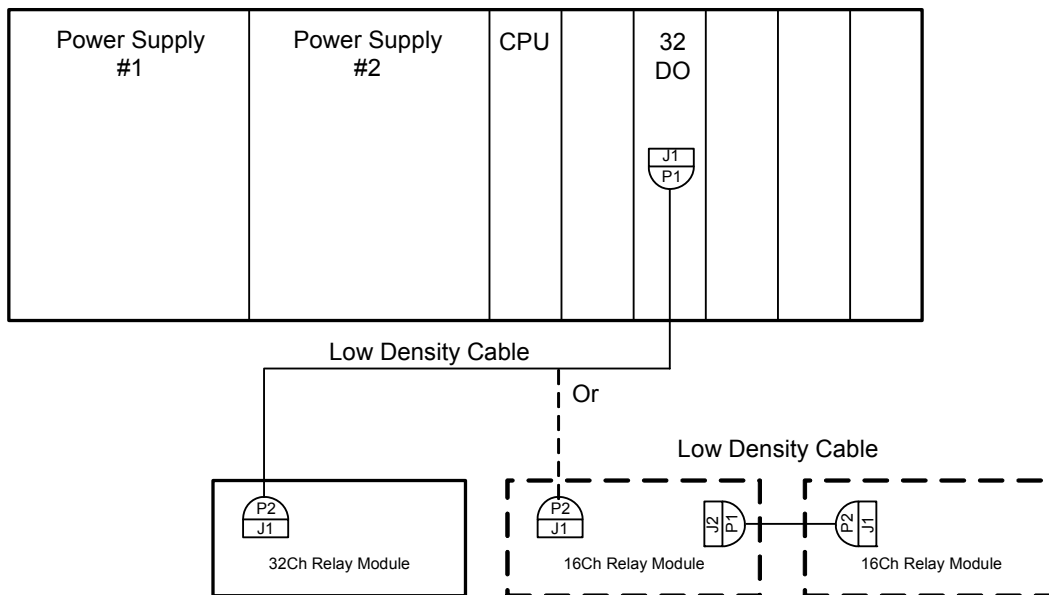 Power Supply
#1
Power Supply
#2
CPU
32
DO
J1
P1
Low Density Cable
Or
Low Density Cable
P2
J1
32Ch Relay Module
P2
J1
J2
P1
16Ch Relay Module
P2
J1
16Ch Relay Module